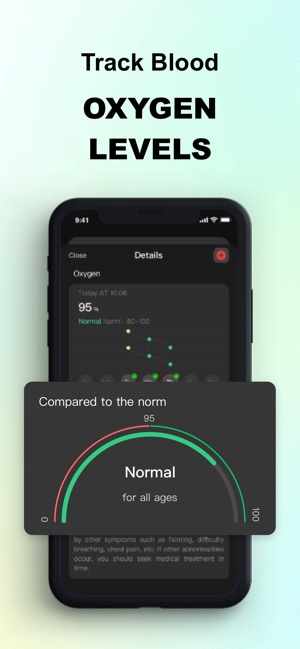 Track Blood
OXYGEN
LEVELS
9:41
Close
Details
Oxygen
Today AT 10:06
95 %
Normal Norm: 80-100
Compared to the norm
95
Normal
for all ages
0
100
by other symptoms such as fainting, difficulty
breathing, chest pain, etc. If other abnormalities
occur, you should seek medical treatment in
time.